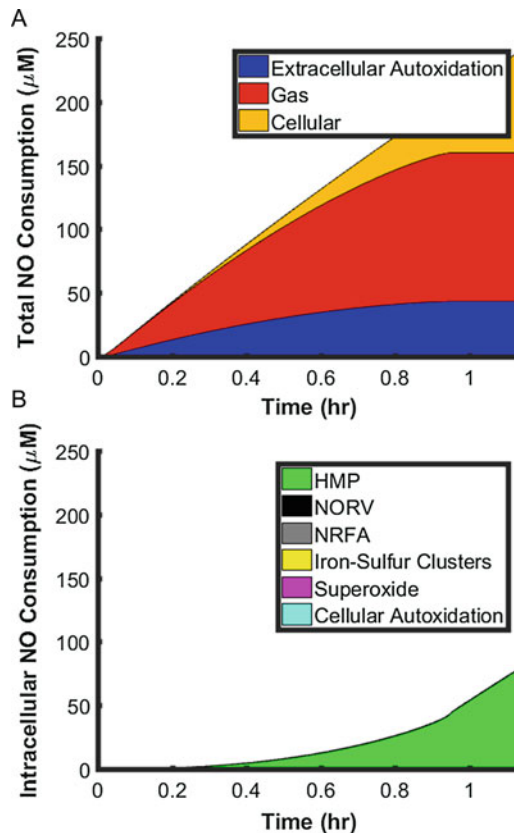 A
Total NO Consumption (μM)
250
200
150
100
50
0
Extracellular Autoxidation
Gas
Cellular
0 0.2 0.4 0.6 0.8 1
Time (hr)
B
Intracellular NO Consumption (μM)
250
200
150
100
50
0
HMP
NORV
NRFA
Iron-Sulfur Clusters
Superoxide
Cellular Autoxidation
0 0.2 0.4 0.6 0.8 1
Time (hr)